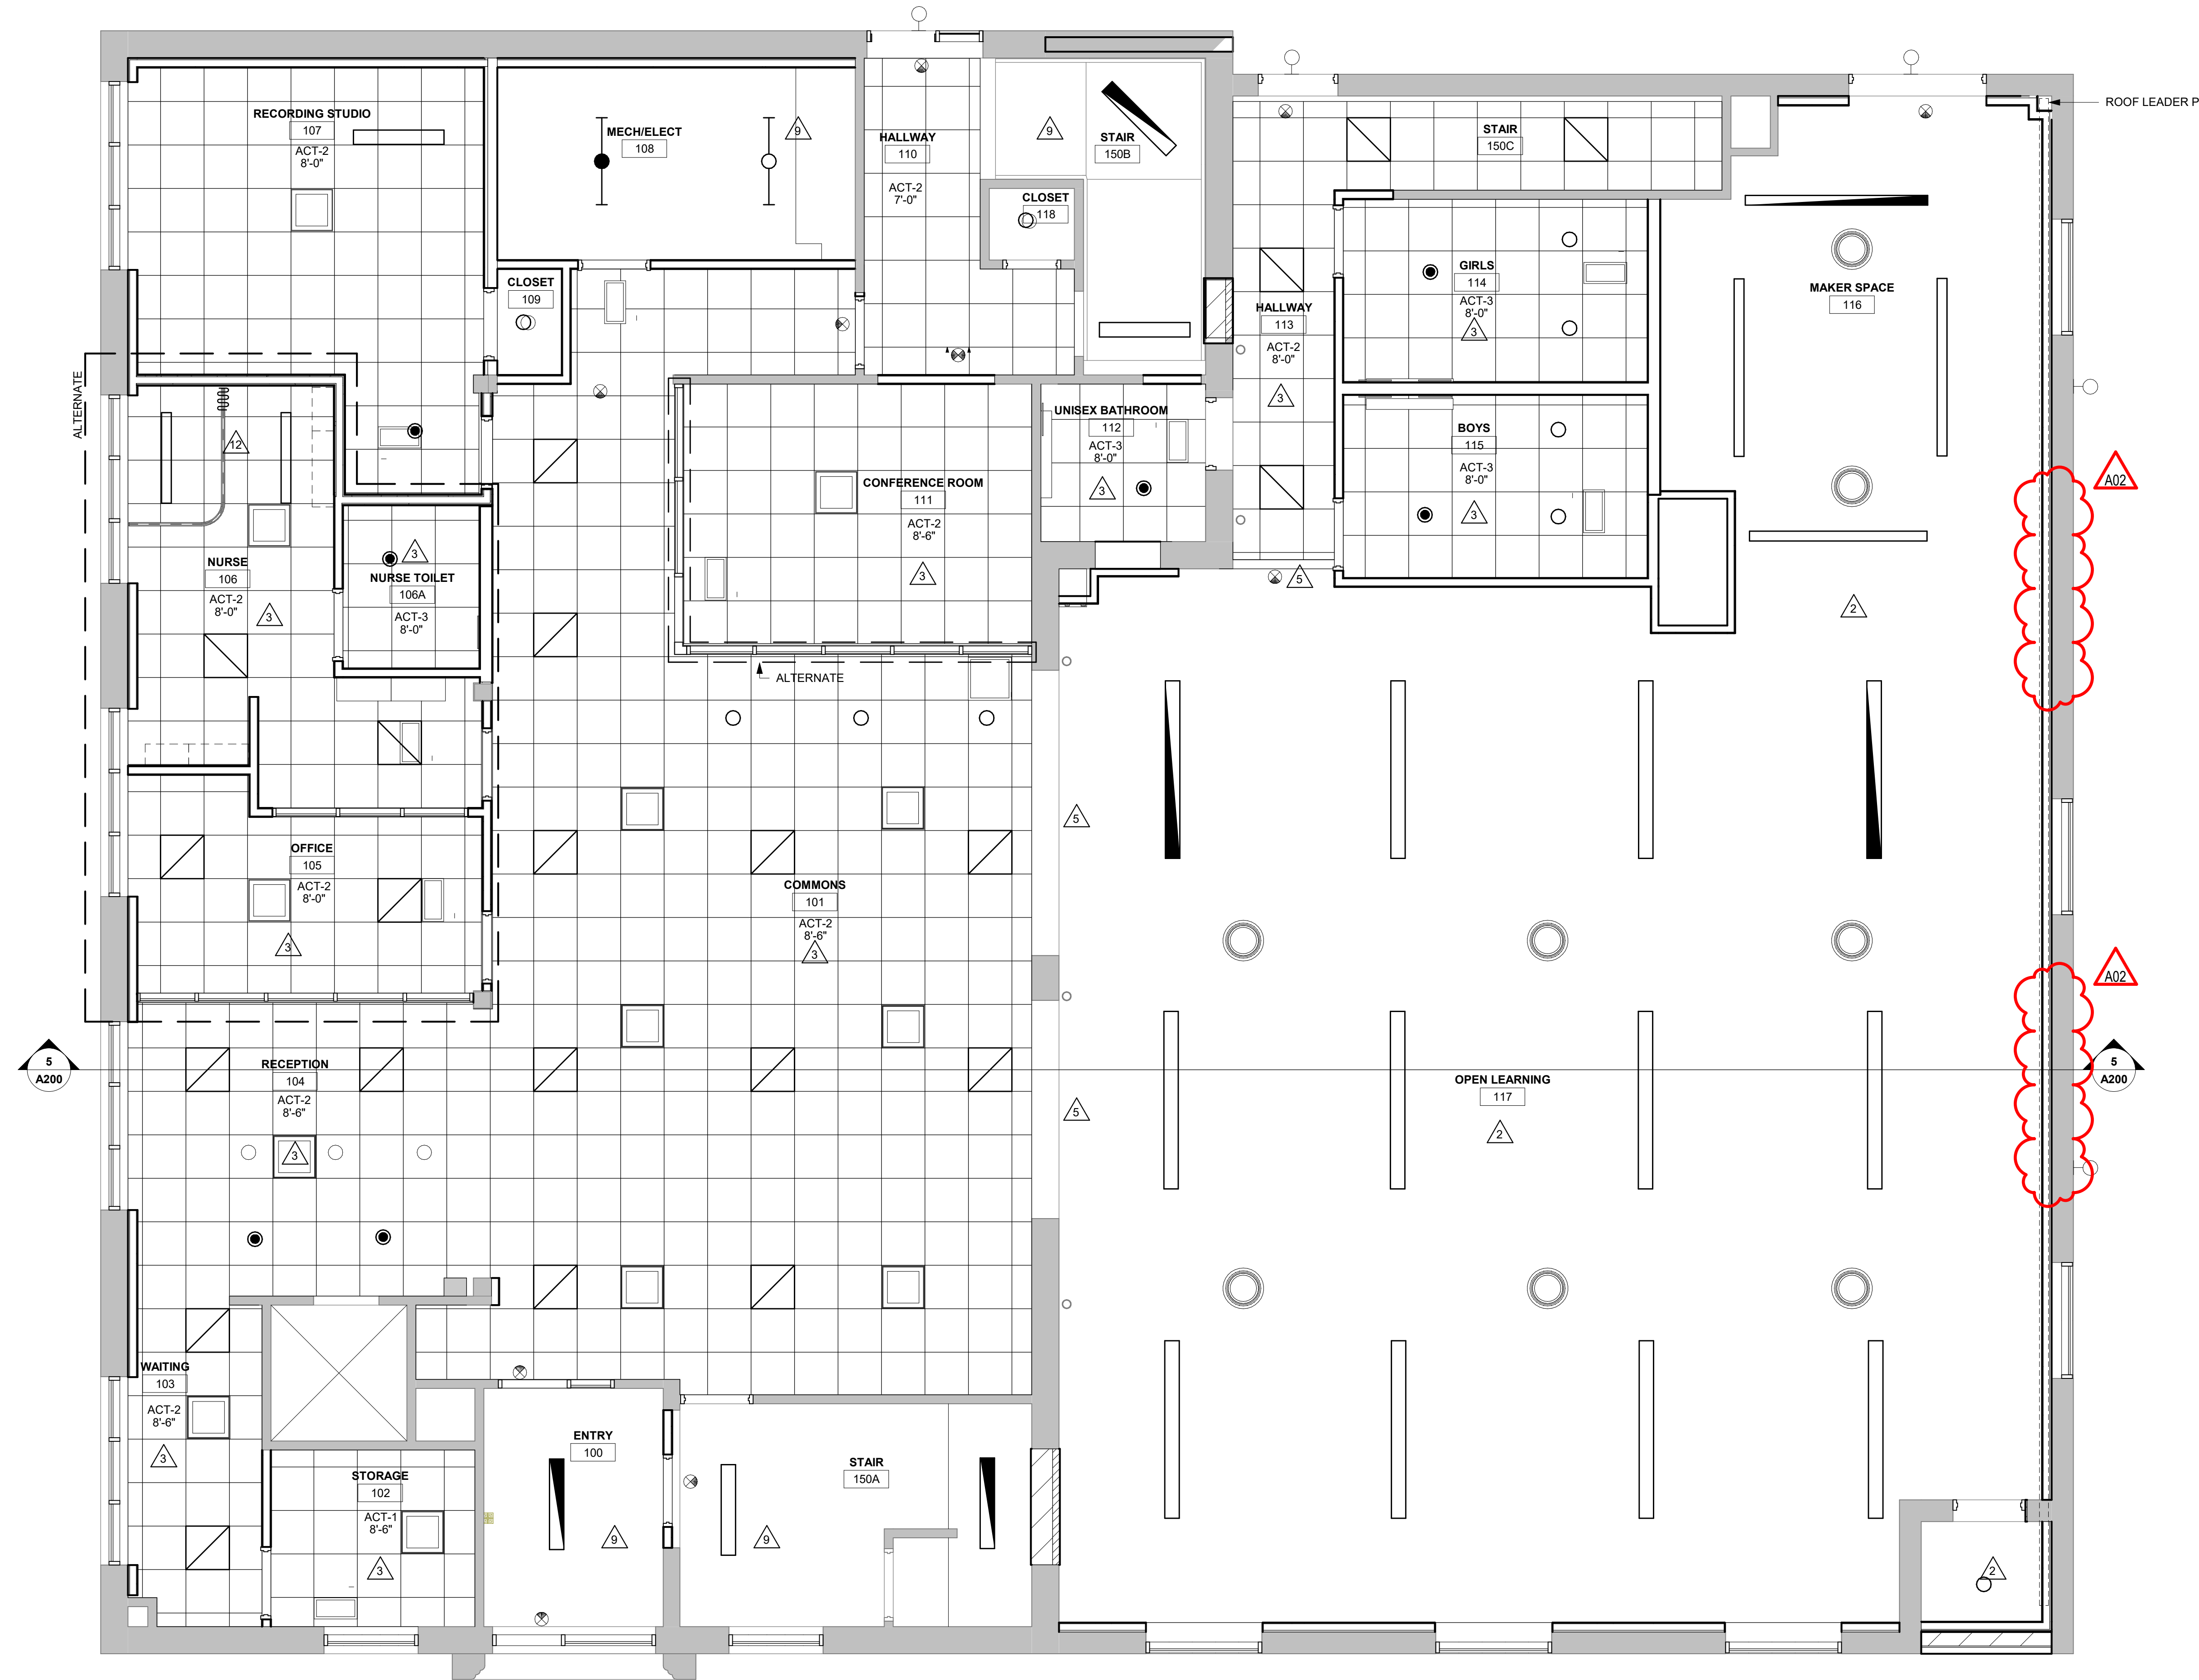 ROOF LEADER P
RECORDING STUDIO
107
ACT-2
8'-0"
MECH/ELECT
108
9
HALLWAY
110
ACT-2
7'-0"
9
STAIR
150B
CLOSET
118
STAIR
150C
CLOSET
109
HALLWAY
113
ACT-2
8'-0"
3
GIRLS
114
ACT-3
8'-0"
3
MAKER SPACE
116
ALTERNATE
12
NURSE
106
ACT-2
8'-0"
3
3
NURSE TOILET
106A
ACT-3
8'-0"
CONFERENCE ROOM
111
ACT-2
8'-6"
3
ALTERNATE
UNISEX BATHROOM
112
ACT-3
8'-0"
3
BOYS
115
ACT-3
8'-0"
3
5
2
A02
OFFICE
105
ACT-2
8'-0"
3
COMMONS
101
ACT-2
8'-6"
3
5
A02
5
A200
RECEPTION
104
ACT-2
8'-6"
3
5
OPEN LEARNING
117
2
5
A200
WAITING
103
ACT-2
8'-6"
3
STORAGE
102
ACT-1
8'-6"
3
ENTRY
100
9
STAIR
150A
9
2